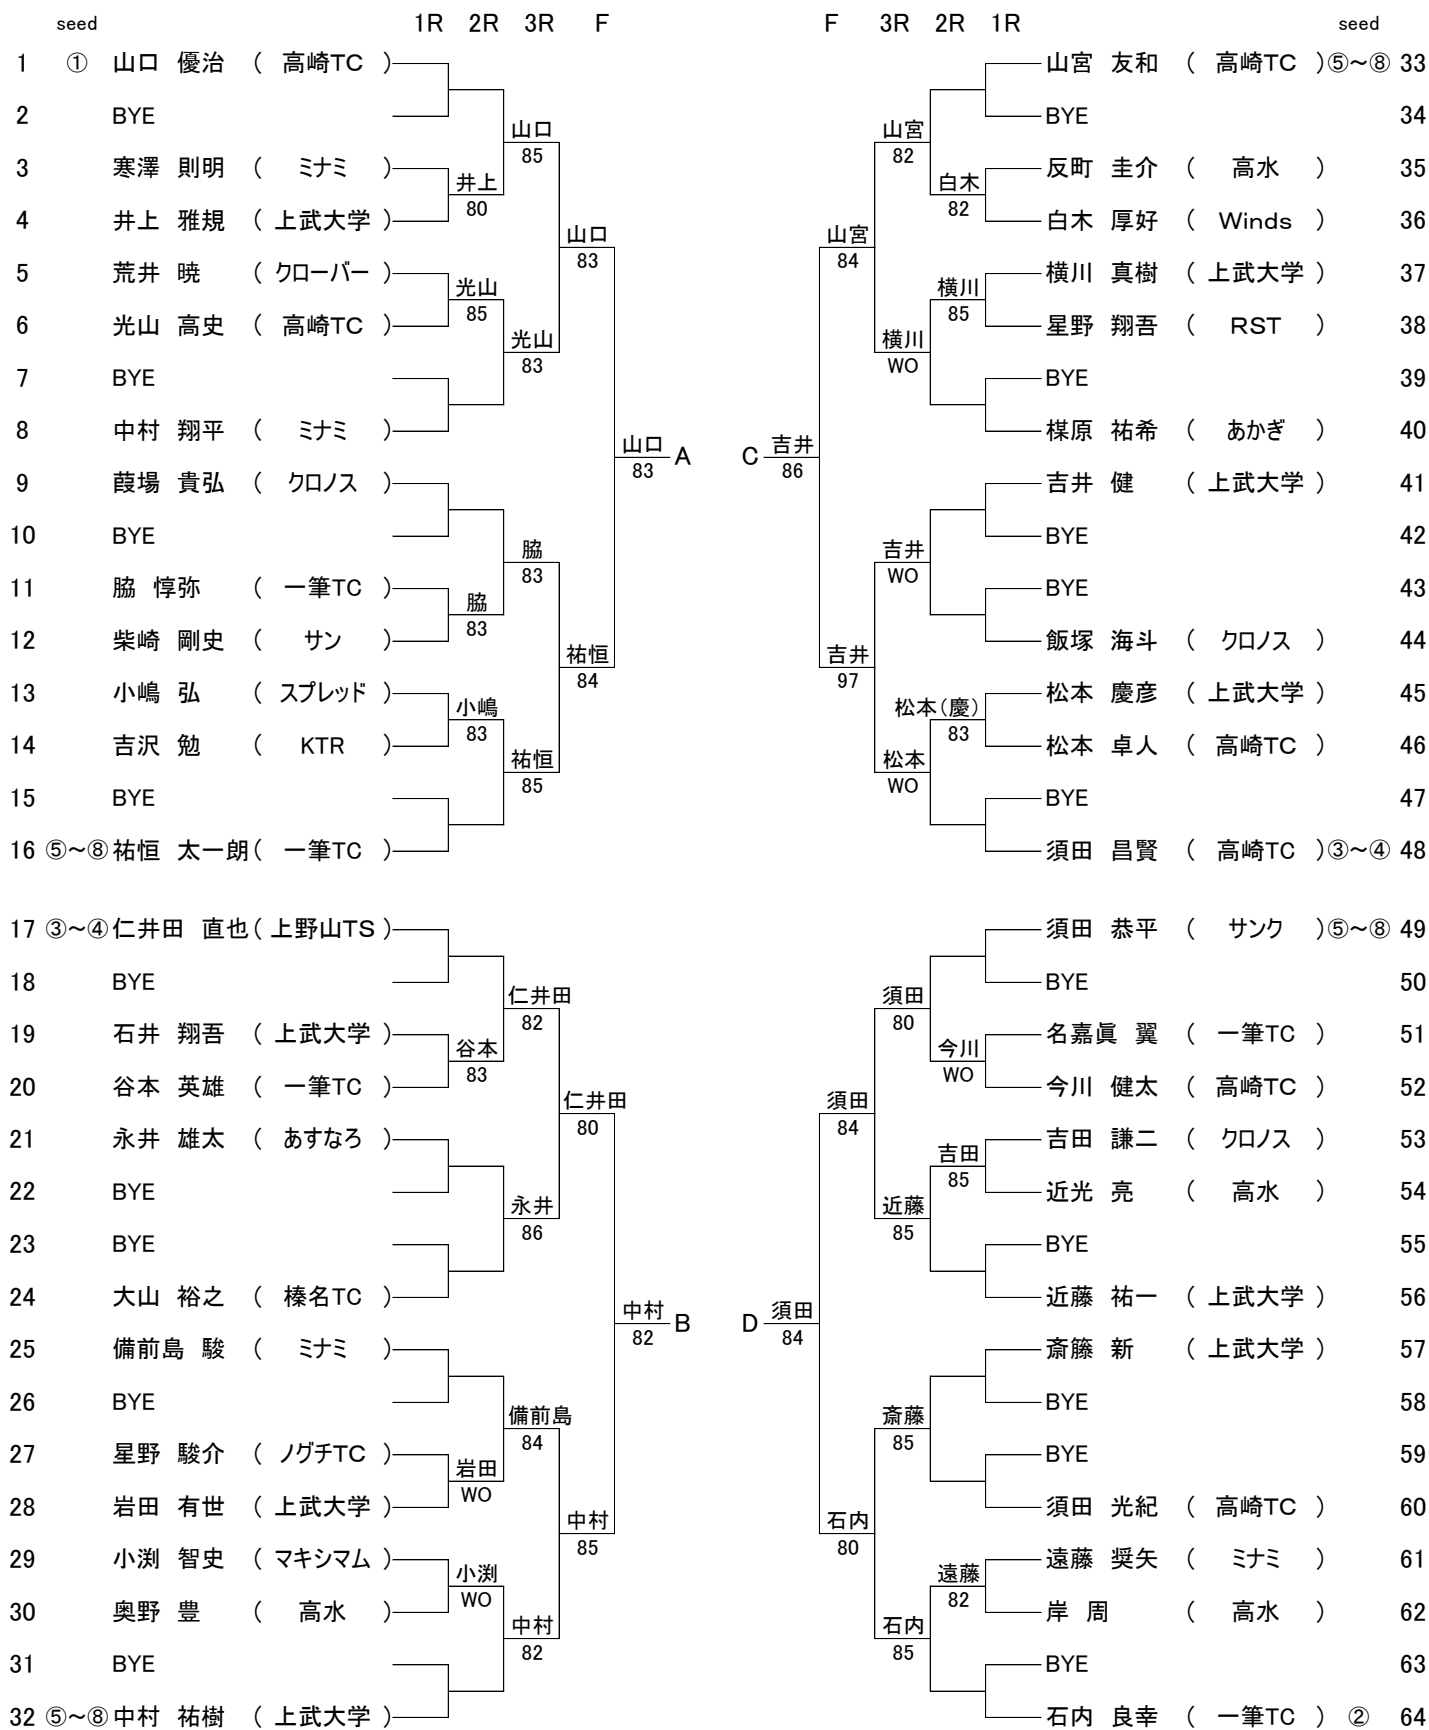 seed 1R 2R 3R F F 3R 2R 1R seed
1 ① 山口 優治 ( 高崎TC ) 山宮 友和 ( 高崎TC ) ⑤～⑧ 33
2 BYE BYE 34
山口 山宮
85 82
3 寒澤 則明 ( ミナミ ) 反町 圭介 ( 高水 ) 35
井上 白木
80 82
4 井上 雅規 ( 上武大学 ) 白木 厚好 ( Winds ) 36
山口 山宮
83 84
5 荒井 暁 ( クローバー ) 横川 真樹 ( 上武大学 ) 37
光山 横川
85 85
6 光山 高史 ( 高崎TC ) 星野 翔吾 ( RST ) 38
光山 横川
83 WO
7 BYE BYE 39
8 中村 翔平 ( ミナミ ) 楳原 祐希 ( あかぎ ) 40
山口 A C 吉井
83 86
9 葭場 貴弘 ( クロノス ) 吉井 健 ( 上武大学 ) 41
10 BYE BYE 42
脇 吉井
83 WO
11 脇 惇弥 ( 一筆TC ) BYE 43
脇
83
12 柴崎 剛史 ( サン ) 飯塚 海斗 ( クロノス ) 44
祐恒 吉井
84 97
13 小嶋 弘 ( スプレッド ) 松本 慶彦 ( 上武大学 ) 45
小嶋 松本(慶)
83 83
14 吉沢 勉 ( KTR ) 松本 卓人 ( 高崎TC ) 46
祐恒 松本
85 WO
15 BYE BYE 47
16 ⑤～⑧ 祐恒 太一朗 ( 一筆TC ) 須田 昌賢 ( 高崎TC ) ③～④ 48
17 ③～④ 仁井田 直也 ( 上野山TS ) 須田 恭平 ( サンク ) ⑤～⑧ 49
18 BYE BYE 50
仁井田 須田
82 80
19 石井 翔吾 ( 上武大学 ) 名嘉眞 翼 ( 一筆TC ) 51
谷本 今川
83 WO
20 谷本 英雄 ( 一筆TC ) 今川 健太 ( 高崎TC ) 52
仁井田 須田
80 84
21 永井 雄太 ( あすなろ ) 吉田 謙二 ( クロノス ) 53
吉田
85
22 BYE 近光 亮 ( 高水 ) 54
永井 近藤
86 85
23 BYE BYE 55
24 大山 裕之 ( 榛名TC ) 近藤 祐一 ( 上武大学 ) 56
中村 B D 須田
82 84
25 備前島 駿 ( ミナミ ) 斎籐 新 ( 上武大学 ) 57
26 BYE BYE 58
備前島 斎藤
84 85
27 星野 駿介 ( ノグチTC ) BYE 59
岩田
WO
28 岩田 有世 ( 上武大学 ) 須田 光紀 ( 高崎TC ) 60
中村 石内
85 80
29 小渕 智史 ( マキシマム ) 遠藤 奨矢 ( ミナミ ) 61
小渕 遠藤
WO 82
30 奥野 豊 ( 高水 ) 岸 周 ( 高水 ) 62
中村 石内
82 85
31 BYE BYE 63
32 ⑤～⑧ 中村 祐樹 ( 上武大学 ) 石内 良幸 ( 一筆TC ) ② 64